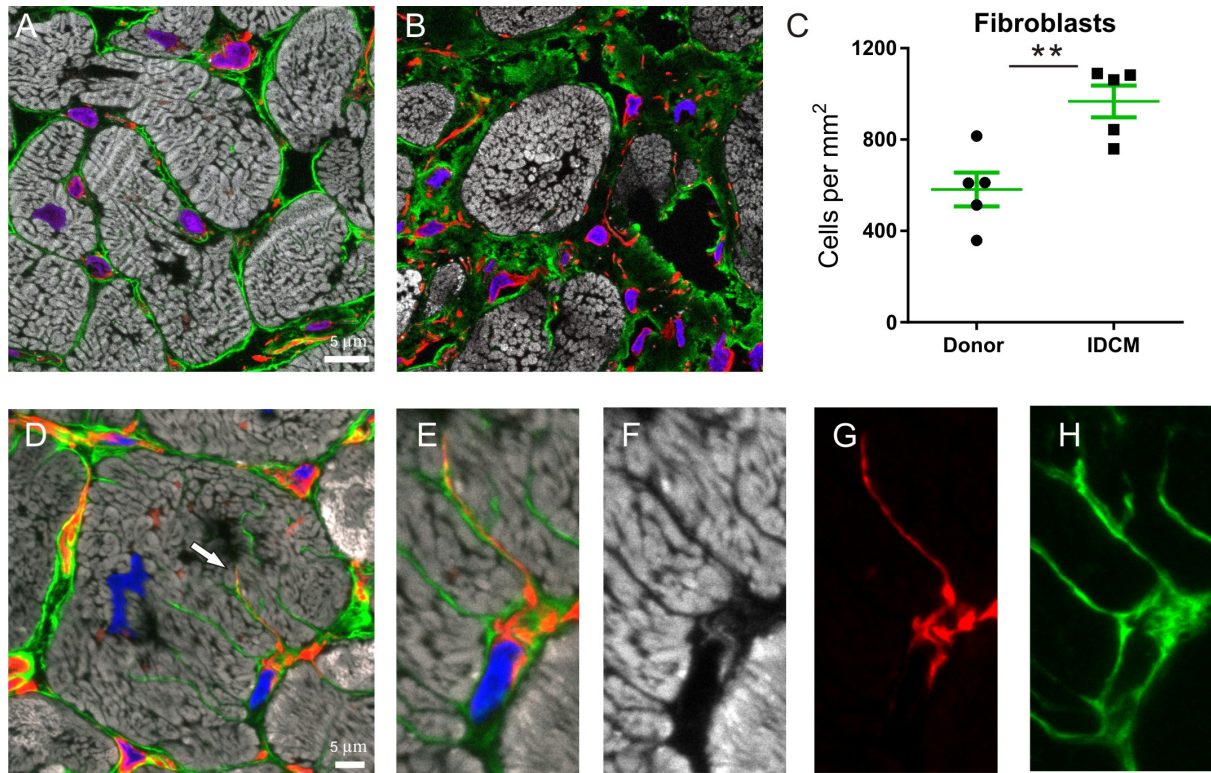 A
B
C
Fibroblasts
**
1200
800
400
0
Cells per mm²
Donor
IDCM
5 μm
D
E
F
G
H
5 μm